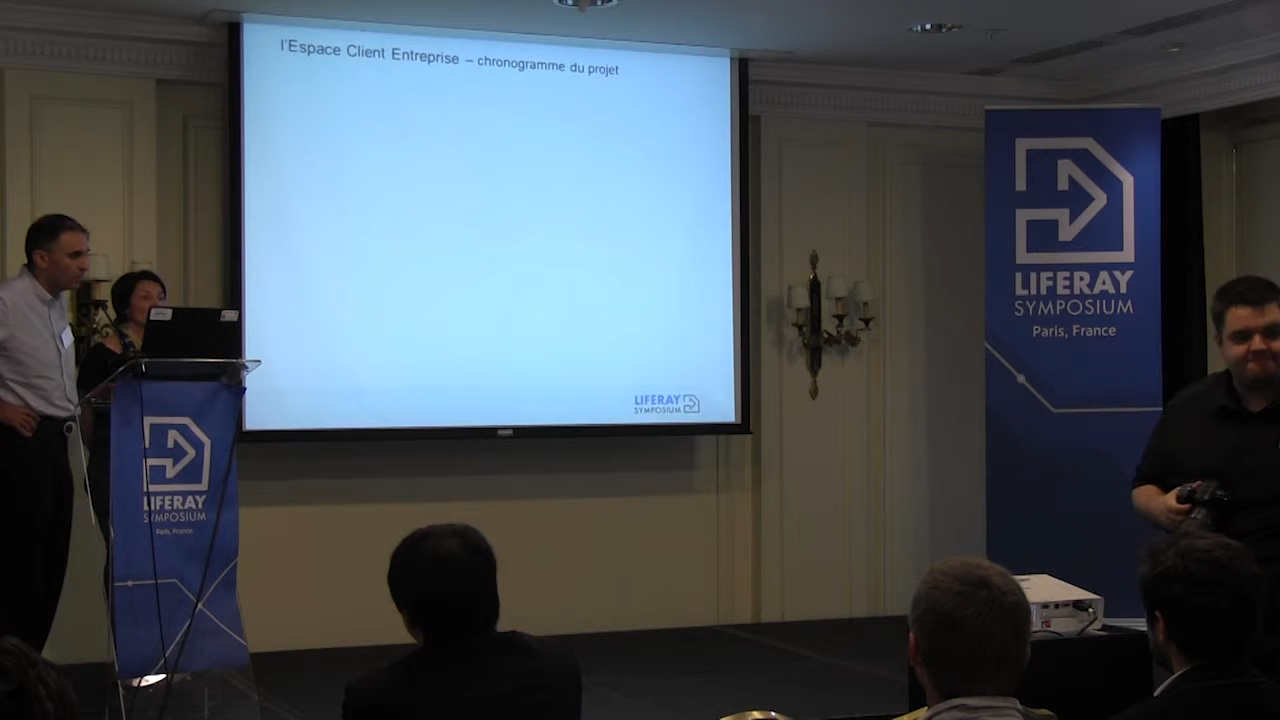 l'Espace Client Entreprise – chronogramme du projet
LIFERAY
SYMPOSIUM
LIFERAY
SYMPOSIUM
Paris, France
LIFERAY
SYMPOSIUM
Paris, France